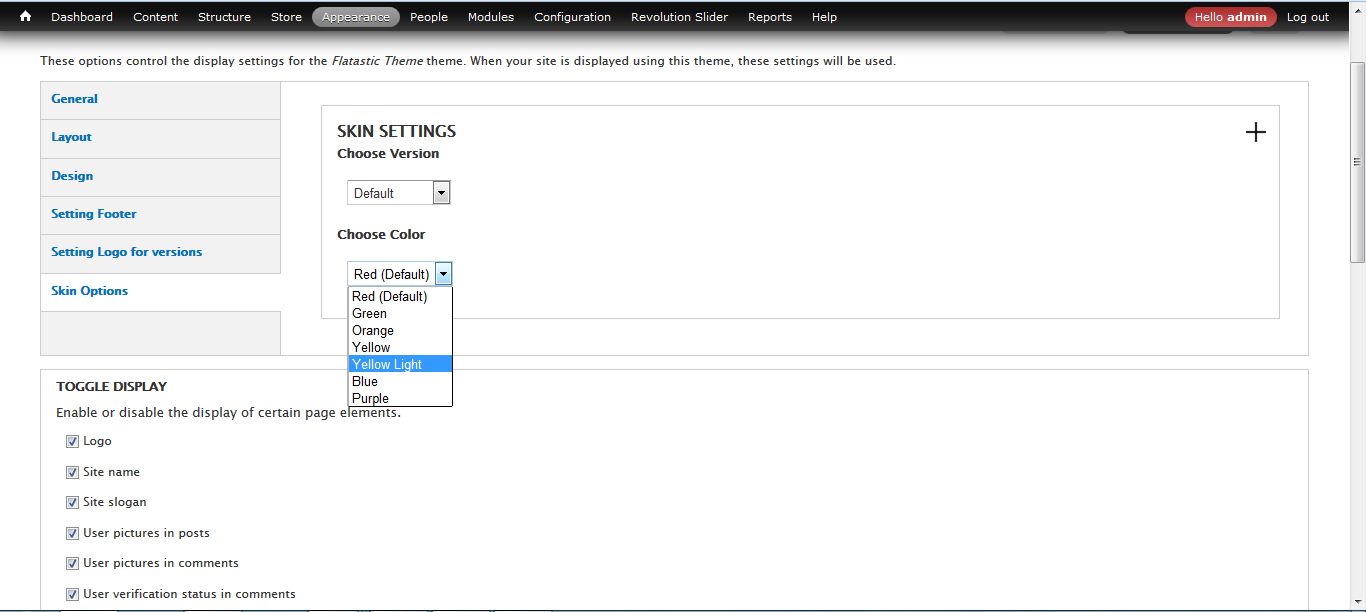 Dashboard Content Structure Store Appearance People Modules Configuration Revolution Slider Reports Help Hello admin Log out
These options control the display settings for the Flatastic Theme theme. When your site is displayed using this theme, these settings will be used.
General
Layout
Design
Setting Footer
Setting Logo for versions
Skin Options
SKIN SETTINGS
Choose Version
Default
Choose Color
Red (Default)
Red (Default)
Green
Orange
Yellow
Yellow Light
Blue
Purple
TOGGLE DISPLAY
Enable or disable the display of certain page elements.
Logo
Site name
Site slogan
User pictures in posts
User pictures in comments
User verification status in comments